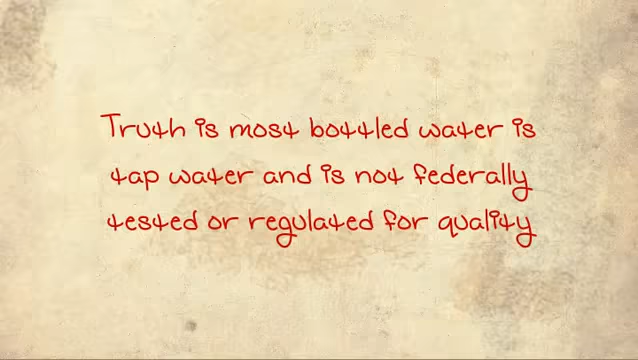 Truth is most bottled water is
tap water and is not federally
tested or regulated for quality